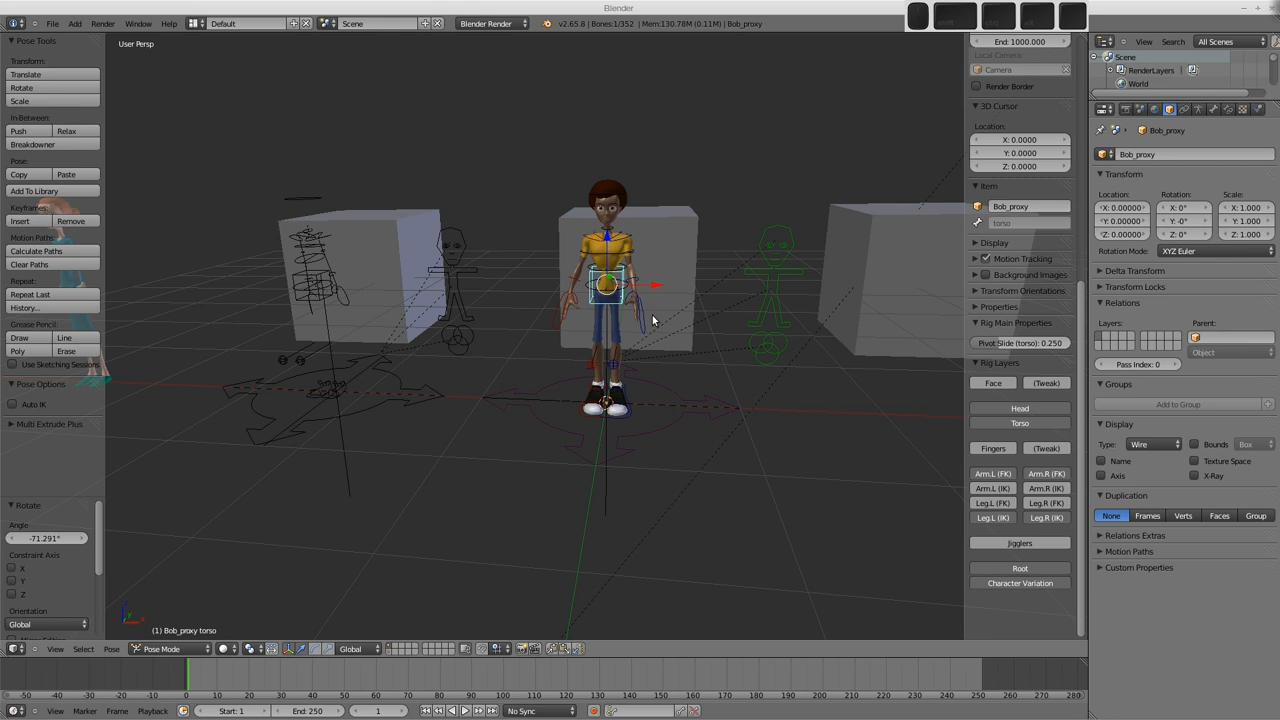 Blender
File Add Render Window Help
Default
Scene
Blender Render
v2.65.8 | Bones:1/352 | Mem:130.78M (0.11M) | Bob_proxy
Pose Tools
Transform:
Translate
Rotate
Scale
In-Between:
Push Relax
Breakdowner
Pose:
Copy Paste
Add To Library
Keyframes:
Insert Remove
Motion Paths:
Calculate Paths
Clear Paths
Repeat:
Repeat Last
History...
Grease Pencil:
Draw Line
Poly Erase
Use Sketching Sessions
Pose Options
Auto IK
Multi Extrude Plus
Rotate
Angle
-71.291°
Constraint Axis
X
Y
Z
Orientation
Global
User Persp
(1) Bob_proxy torso
End: 1000.000
Local Camera:
Camera
Render Border
3D Cursor
Location:
X: 0.0000
Y: 0.0000
Z: 0.0000
Item
Bob_proxy
torso
Display
Motion Tracking
Background Images
Transform Orientations
Properties
Rig Main Properties
Pivot Slide (torso): 0.250
Rig Layers
Face (Tweak)
Head
Torso
Fingers (Tweak)
Arm.L (FK) Arm.R (FK)
Arm.L (IK) Arm.R (IK)
Leg.L (FK) Leg.R (FK)
Leg.L (IK) Leg.R (IK)
Jigglers
Root
Character Variation
View Search All Scenes
Scene
RenderLayers
World
Bob_proxy
Bob_proxy
Transform
Location: Rotation: Scale:
X: 0.00000 X: 0° X: 1.000
Y: 0.00000 Y: -0° Y: 1.000
Z: 0.00000 Z: 0° Z: 1.000
Rotation Mode: XYZ Euler
Delta Transform
Transform Locks
Relations
Layers: Parent:
Object
Pass Index: 0
Groups
Add to Group
Display
Type: Wire Bounds Box
Name Texture Space
Axis X-Ray
Duplication
None Frames Verts Faces Group
Relations Extras
Motion Paths
Custom Properties
View Select Pose Pose Mode Global
-50 -40 -30 -20 -10 0 10 20 30 40 50 60 70 80 90 100 110 120 130 140 150 160 170 180 190 200 210 220 230 240 250 260 270 280
View Marker Frame Playback Start: 1 End: 250 1 No Sync